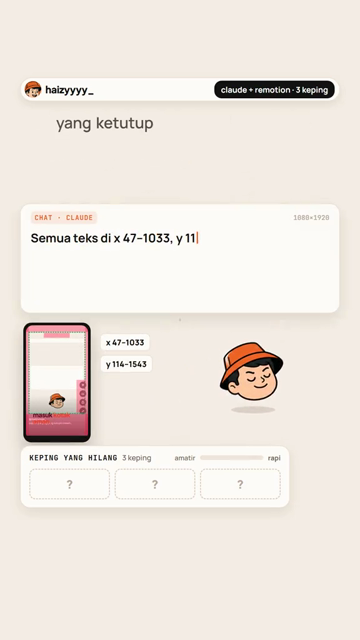 haizyyyy_
claude + remotion · 3 keping
yang ketutup
CHAT · CLAUDE
1080×1920
Semua teks di x 47–1033, y 11
x 47–1033
y 114–1543
masuk
KEPING YANG HILANG 3 keping
amatir
rapi
?
?
?